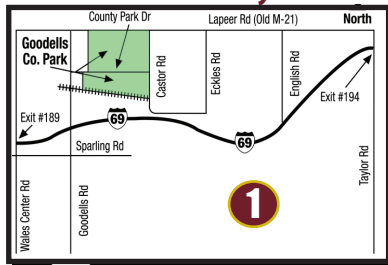 County Park Dr
Lapeer Rd (Old M-21)
North
Goodells
Co. Park
Castor Rd
Eckles Rd
English Rd
Exit #194
Exit #189
69
69
Sparling Rd
Wales Center Rd
Goodells Rd
Taylor Rd
1